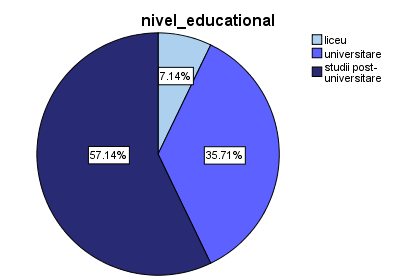 nivel_educational
liceu
universitare
studii post-
universitare
7.14%
57.14%
35.71%